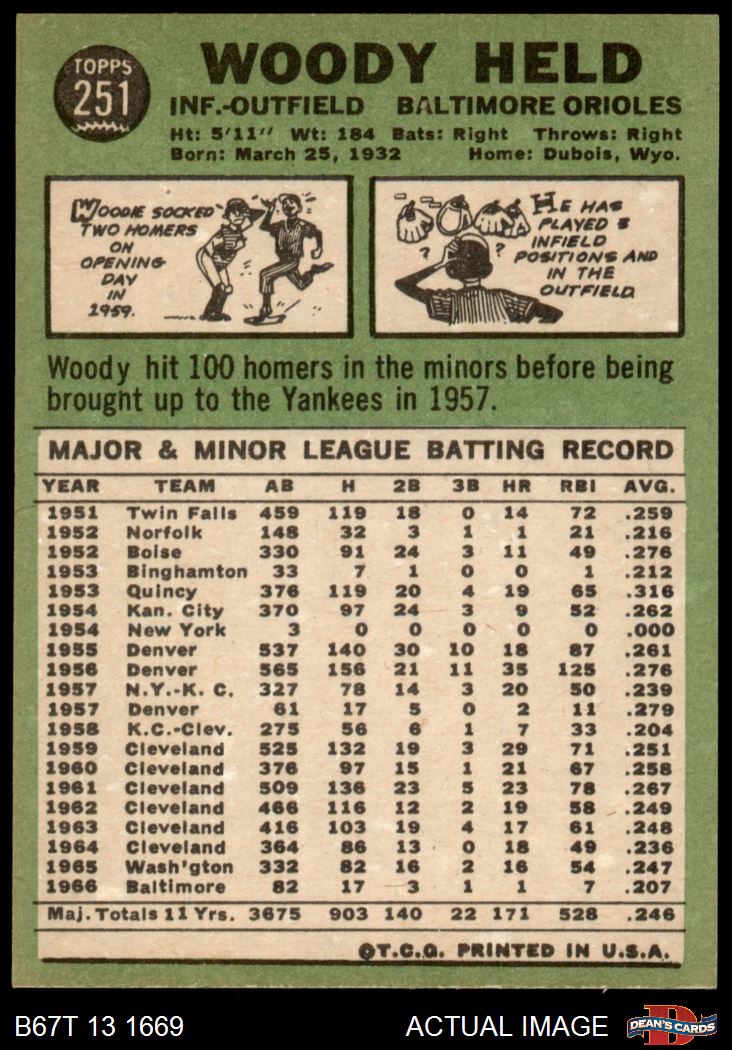 TOPPS
251
WOODY HELD
INF.-OUTFIELD BALTIMORE ORIOLES
Ht: 5'11" Wt: 184 Bats: Right Throws: Right
Born: March 25, 1932 Home: Dubois, Wyo.
WOODIE SOCKED
TWO HOMERS
ON
OPENING
DAY
IN
1959.
HE HAS
PLAYED 3
INFIELD
POSITIONS AND
IN THE
OUTFIELD
? ?
Woody hit 100 homers in the minors before being
brought up to the Yankees in 1957.
MAJOR & MINOR LEAGUE BATTING RECORD
YEAR TEAM AB H 2B 3B HR RBI AVG.
1951 Twin Falls 459 119 18 0 14 72 .259
1952 Norfolk 148 32 3 1 1 21 .216
1952 Boise 330 91 24 3 11 49 .276
1953 Binghamton 33 7 1 0 0 1 .212
1953 Quincy 376 119 20 4 19 65 .316
1954 Kan. City 370 97 24 3 9 52 .262
1954 New York 3 0 0 0 0 0 .000
1955 Denver 537 140 30 10 18 87 .261
1956 Denver 565 156 21 11 35 125 .276
1957 N.Y.-K. C. 327 78 14 3 20 50 .239
1957 Denver 61 17 5 0 2 11 .279
1958 K.C.-Clev. 275 56 6 1 7 33 .204
1959 Cleveland 525 132 19 3 29 71 .251
1960 Cleveland 376 97 15 1 21 67 .258
1961 Cleveland 509 136 23 5 23 78 .267
1962 Cleveland 466 116 12 2 19 58 .249
1963 Cleveland 416 103 19 4 17 61 .248
1964 Cleveland 364 86 13 0 18 49 .236
1965 Wash'gton 332 82 16 2 16 54 .247
1966 Baltimore 82 17 3 1 1 7 .207
Maj. Totals 11 Yrs. 3675 903 140 22 171 528 .246
©T.C.G. PRINTED IN U.S.A.
B67T 13 1669 ACTUAL IMAGE
D
DEAN'S CARDS